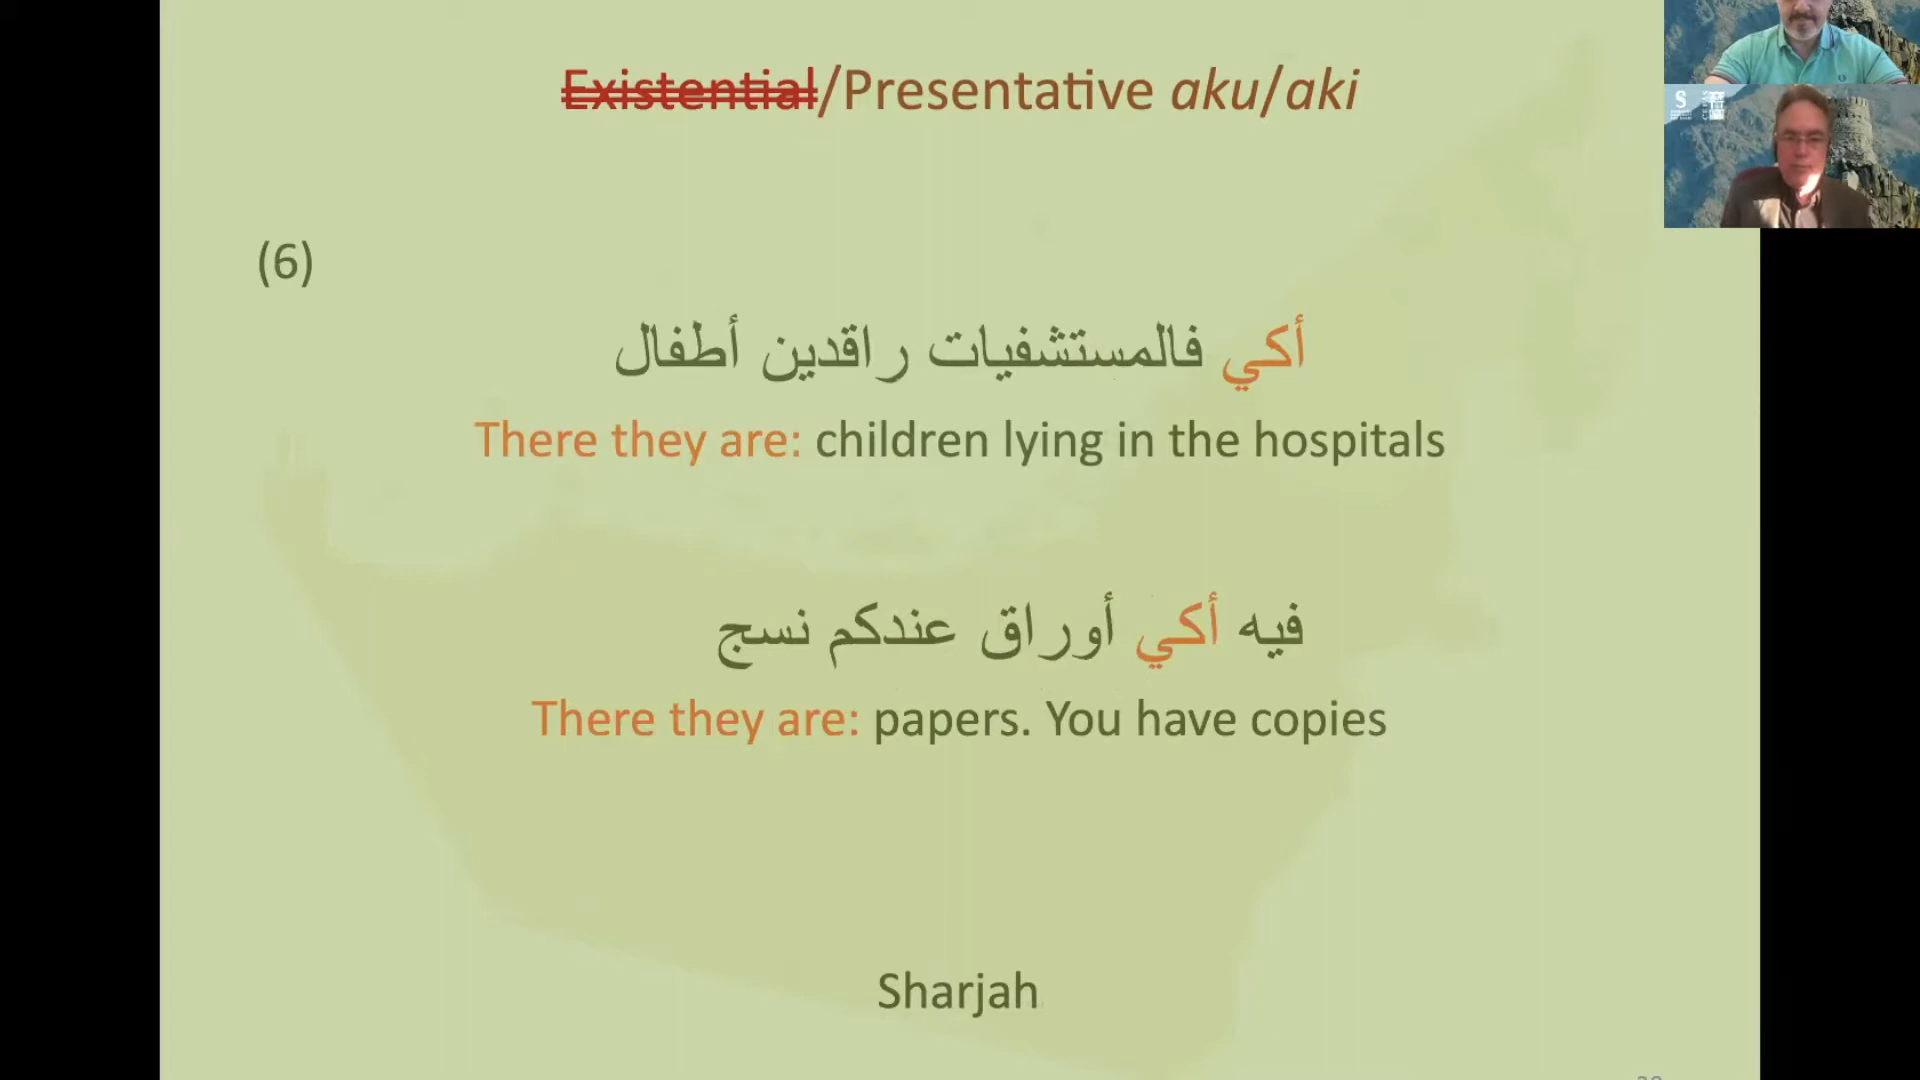 Existential/Presentative aku/aki
(6)
أكي فالمستشفيات راقدين أطفال
There they are: children lying in the hospitals
فيه أكي أوراق عندكم نسج
There they are: papers. You have copies
Sharjah